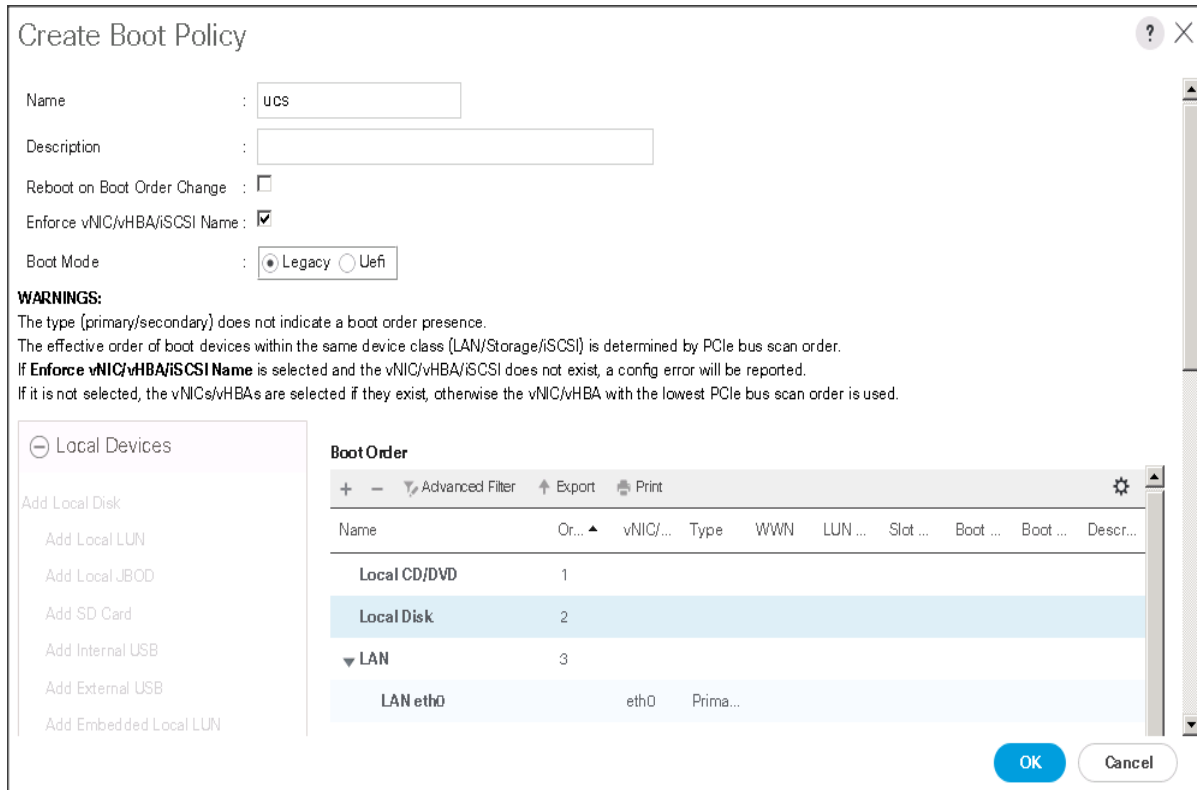 Create Boot Policy ?
Name : ucs
Description :
Reboot on Boot Order Change :
Enforce vNIC/vHBA/iSCSI Name :
Boot Mode : Legacy Uefi
WARNINGS:
The type (primary/secondary) does not indicate a boot order presence.
The effective order of boot devices within the same device class (LAN/Storage/iSCSI) is determined by PCIe bus scan order.
If Enforce vNIC/vHBA/iSCSI Name is selected and the vNIC/vHBA/iSCSI does not exist, a config error will be reported.
If it is not selected, the vNICs/vHBAs are selected if they exist, otherwise the vNIC/vHBA with the lowest PCIe bus scan order is used.
Local Devices
Add Local Disk
Add Local LUN
Add Local JBOD
Add SD Card
Add Internal USB
Add External USB
Add Embedded Local LUN
Boot Order
+ − Advanced Filter Export Print
Name Or... vNIC/... Type WWN LUN ... Slot ... Boot ... Boot ... Descr...
Local CD/DVD 1
Local Disk 2
LAN 3
LAN eth0 eth0 Prima...
OK Cancel